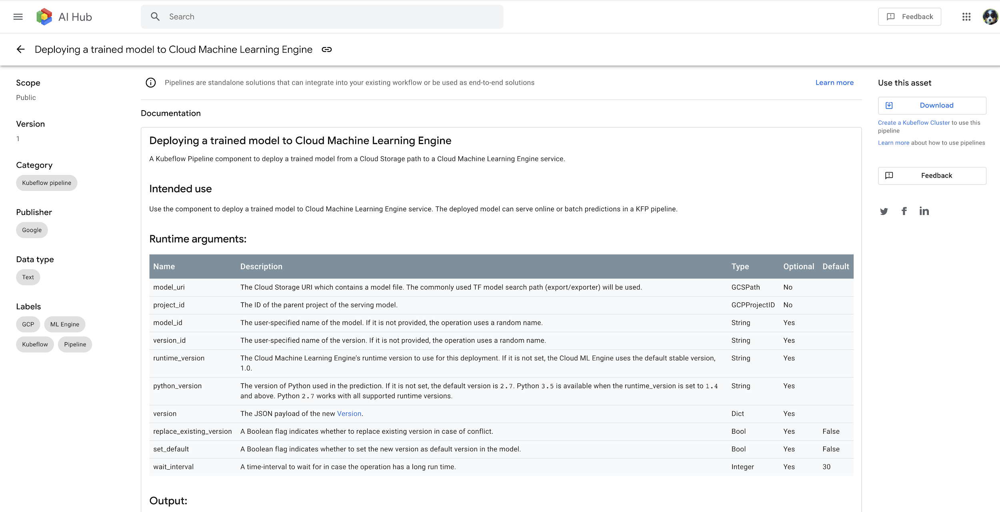 AI Hub
Search
Feedback
Deploying a trained model to Cloud Machine Learning Engine
Scope
Public
Version
1
Category
Kubeflow pipeline
Publisher
Google
Data type
Text
Labels
GCP ML Engine
Kubeflow Pipeline
Pipelines are standalone solutions that can integrate into your existing workflow or be used as end-to-end solutions Learn more
Documentation
Deploying a trained model to Cloud Machine Learning Engine
A Kubeflow Pipeline component to deploy a trained model from a Cloud Storage path to a Cloud Machine Learning Engine service.
Intended use
Use the component to deploy a trained model to Cloud Machine Learning Engine service. The deployed model can serve online or batch predictions in a KFP pipeline.
Runtime arguments:
Name Description Type Optional Default
model_uri The Cloud Storage URI which contains a model file. The commonly used TF model search path (export/exporter) will be used. GCSPath No
project_id The ID of the parent project of the serving model. GCPProjectID No
model_id The user-specified name of the model. If it is not provided, the operation uses a random name. String Yes
version_id The user-specified name of the version. If it is not provided, the operation uses a random name. String Yes
runtime_version The Cloud Machine Learning Engine's runtime version to use for this deployment. If it is not set, the Cloud ML Engine uses the default stable version, String Yes
1.0.
python_version The version of Python used in the prediction. If it is not set, the default version is 2.7. Python 3.5 is available when the runtime_version is set to 1.4 String Yes
and above. Python 2.7 works with all supported runtime versions.
version The JSON payload of the new Version. Dict Yes
replace_existing_version A Boolean flag indicates whether to replace existing version in case of conflict. Bool Yes False
set_default A Boolean flag indicates whether to set the new version as default version in the model. Bool Yes False
wait_interval A time-interval to wait for in case the operation has a long run time. Integer Yes 30
Output:
Use this asset
Download
Create a Kubeflow Cluster to use this
pipeline
Learn more about how to use pipelines
Feedback